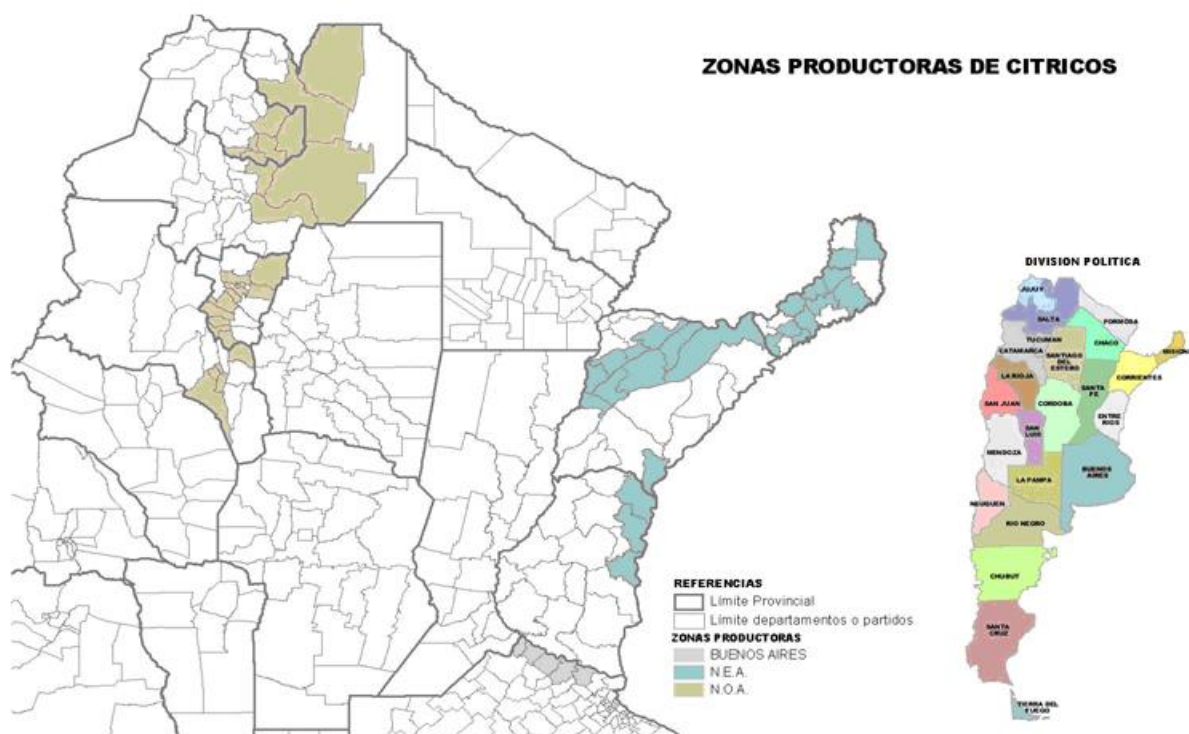 ZONAS PRODUCTORAS DE CITRICOS
DIVISION POLITICA
JUJUY
SALTA
FORMOSA
TUCUMAN
CHACO
CATAMARCA
SANTIAGO
DEL
ESTERO
MISIONE
LA RIOJA
CORRIENTES
SANTA
FE
SAN JUAN
CORDOBA
ENTRE
RIOS
SAN
LUIS
MENDOZA
BUENOS
AIRES
LA PAMPA
NEUQUEN
RIO NEGRO
CHUBUT
SANTA
CRUZ
TIERRA DEL
FUEGO
REFERENCIAS
Límite Provincial
Límite departamentos o partidos
ZONAS PRODUCTORAS
BUENOS AIRES
N.E.A.
N.O.A.